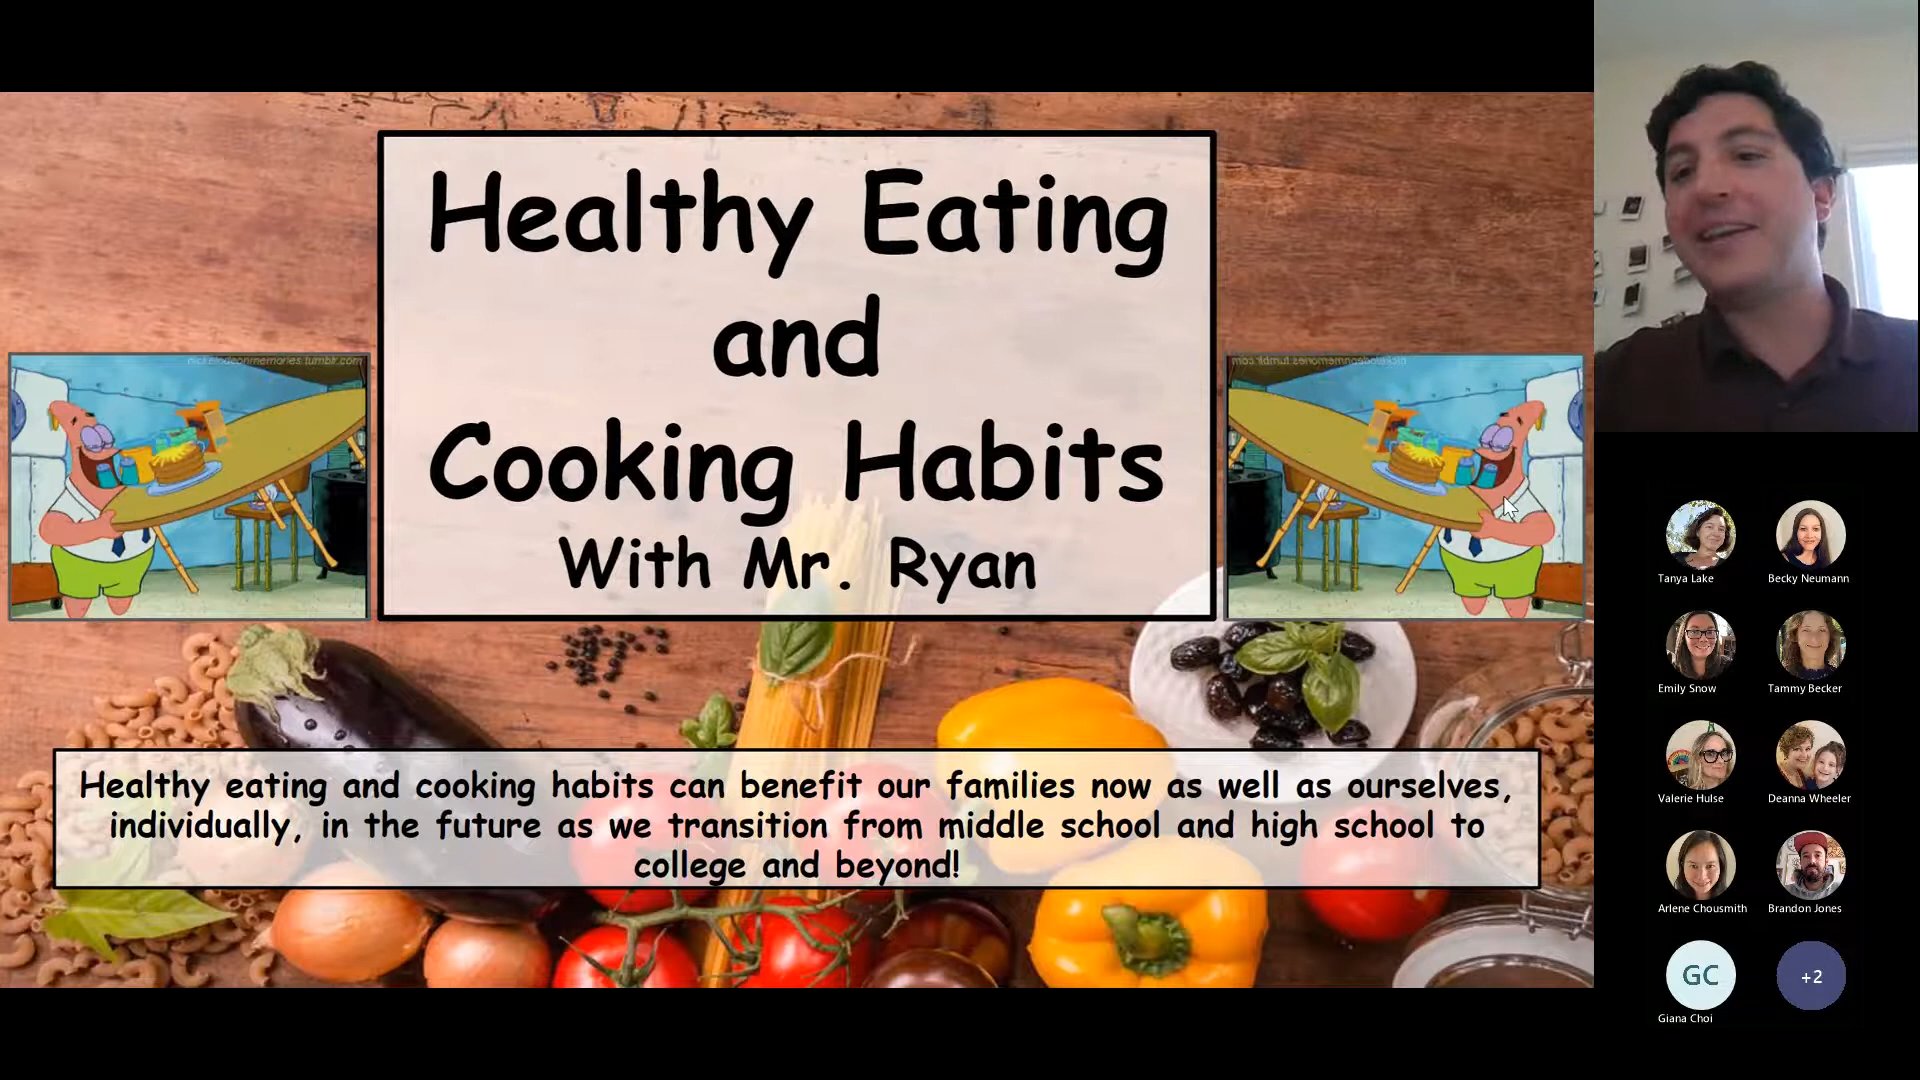 Healthy Eating
and
Cooking Habits
With Mr. Ryan
nickelodeonmemories.tumblr.com
Healthy eating and cooking habits can benefit our families now as well as ourselves,
individually, in the future as we transition from middle school and high school to
college and beyond!
Tanya Lake
Becky Neumann
Emily Snow
Tammy Becker
Valerie Hulse
Deanna Wheeler
Arlene Chousmith
Brandon Jones
GC
+2
Giana Choi